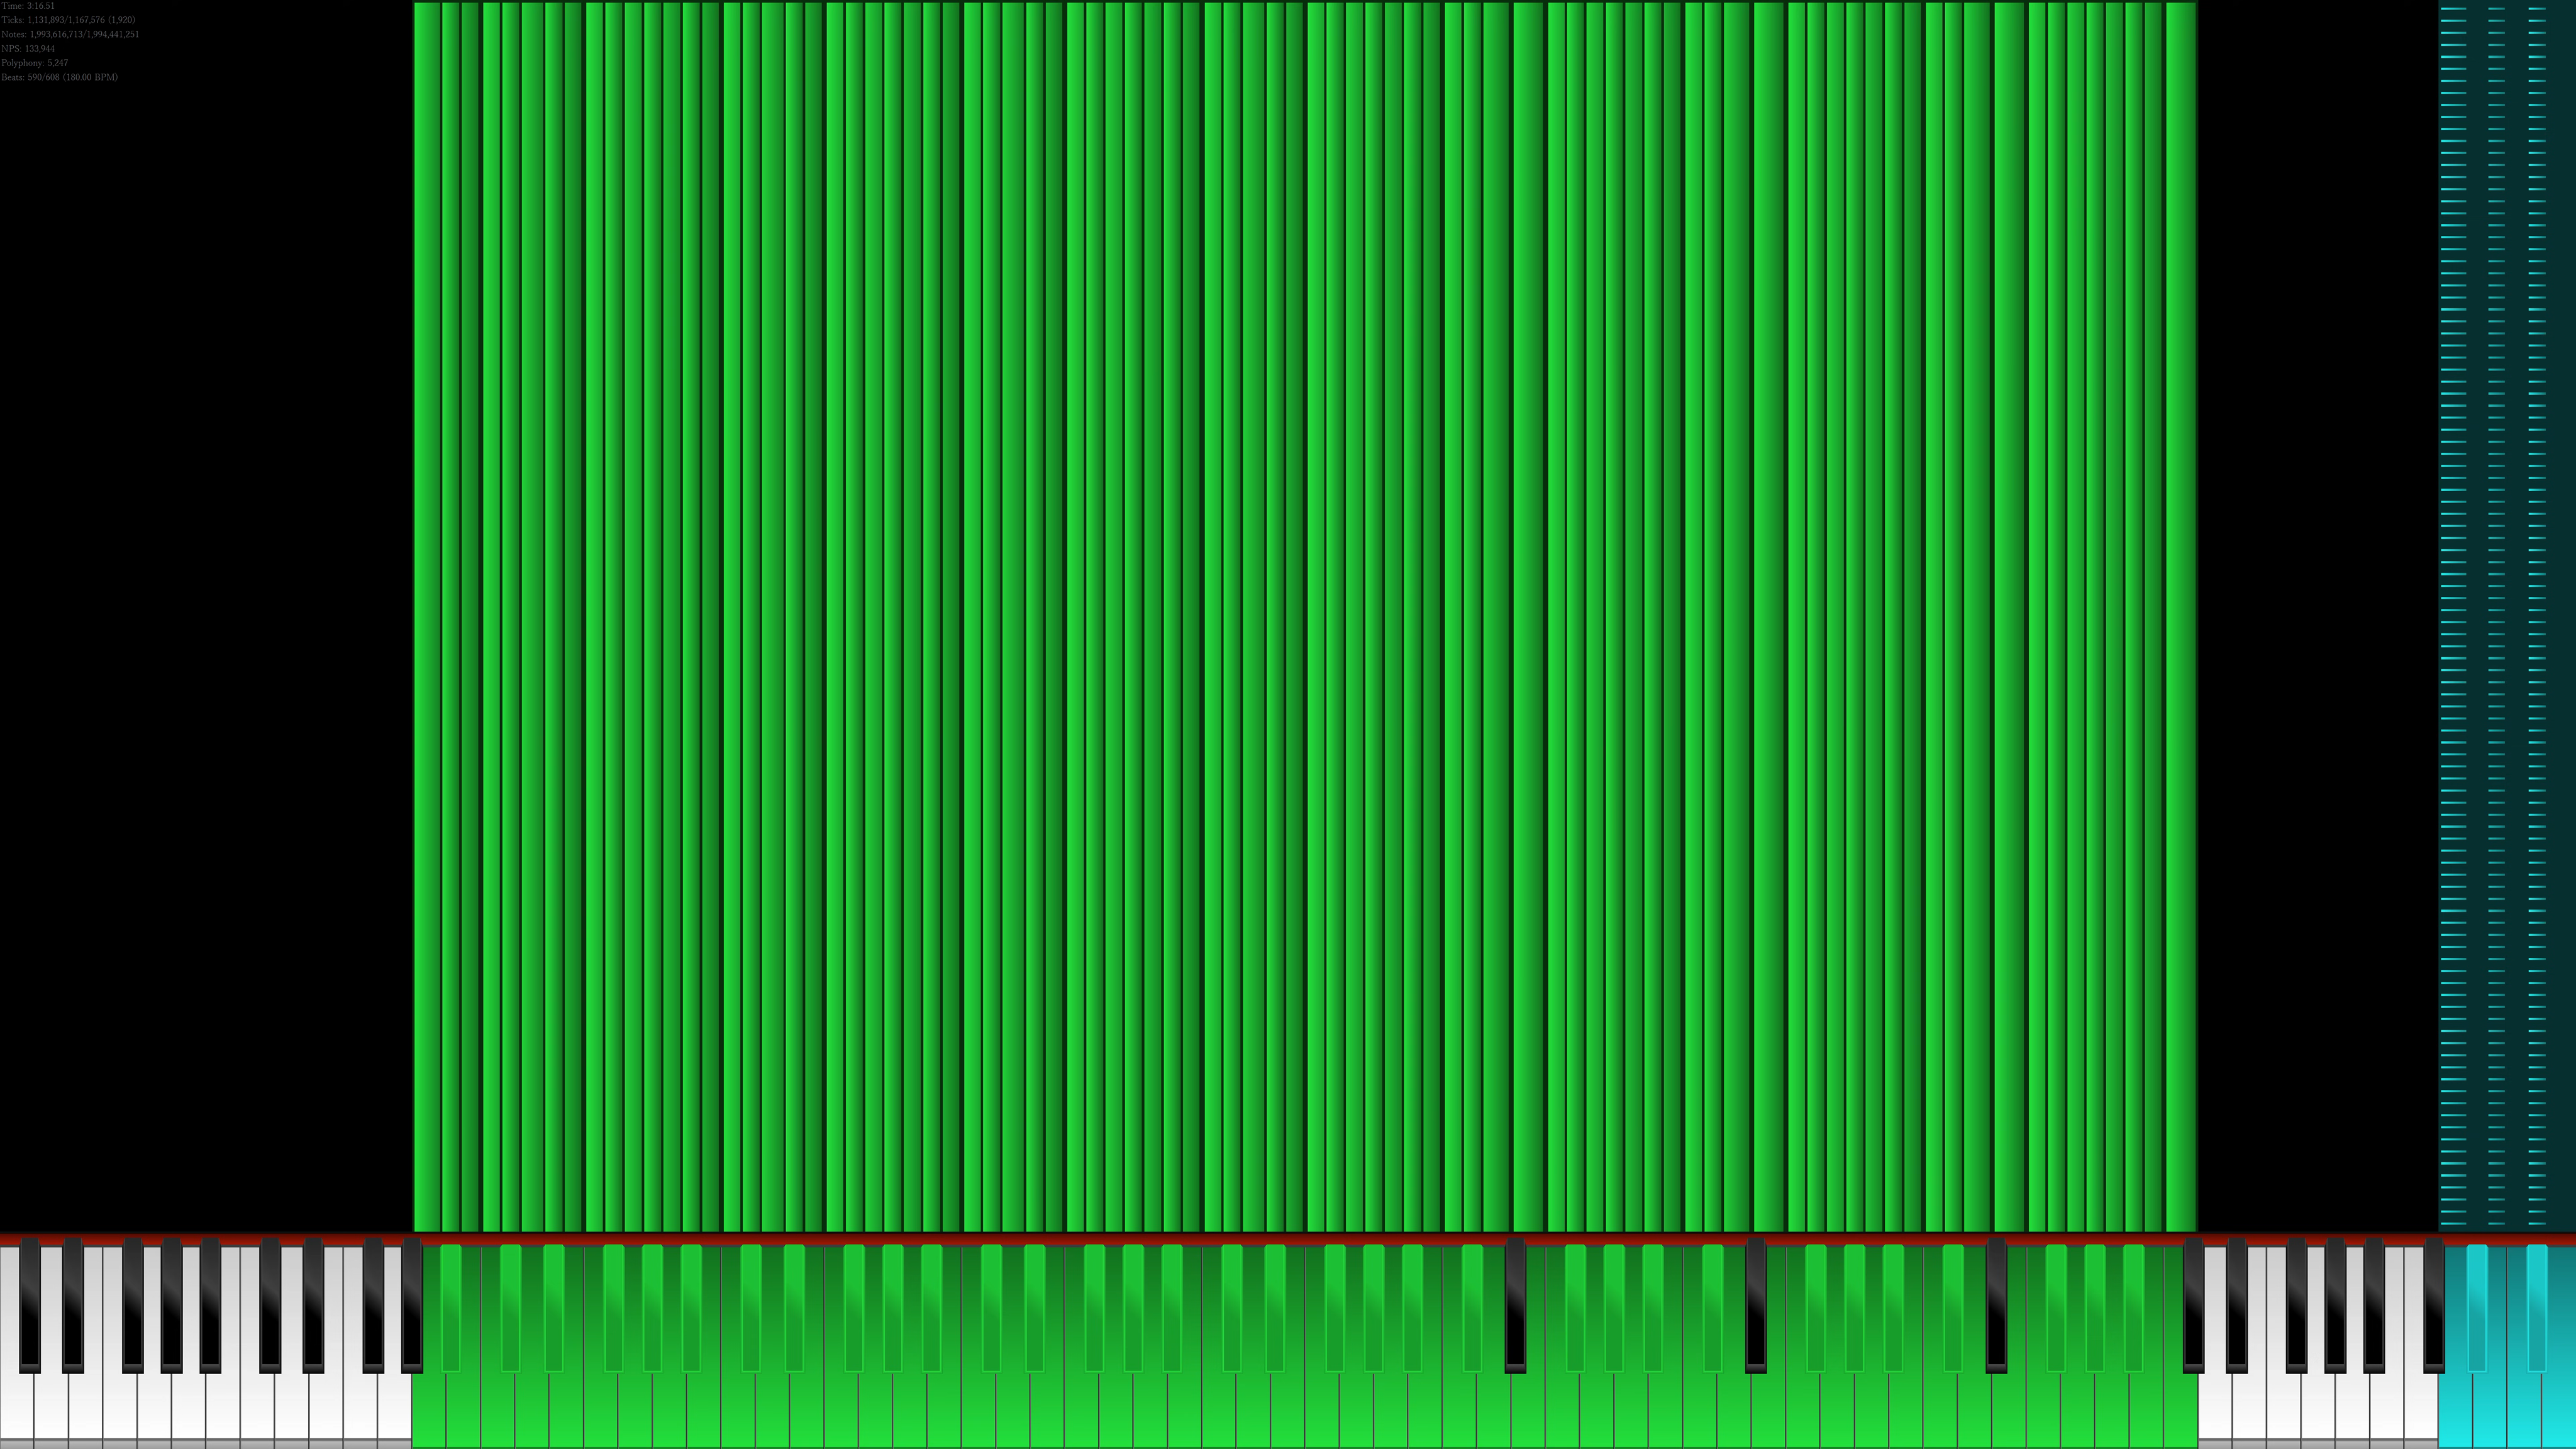 Time: 3:16.51
Ticks: 1,131,893/1,167,576 (1,920)
Notes: 1,993,616,713/1,994,441,251
NPS: 133,944
Polyphony: 5,247
Beats: 590/608 (180.00 BPM)